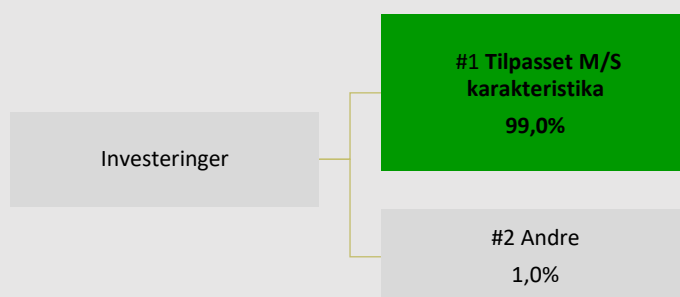 #1 Tilpasset M/S
karakteristika
99,0%
Investeringer
#2 Andre
1,0%